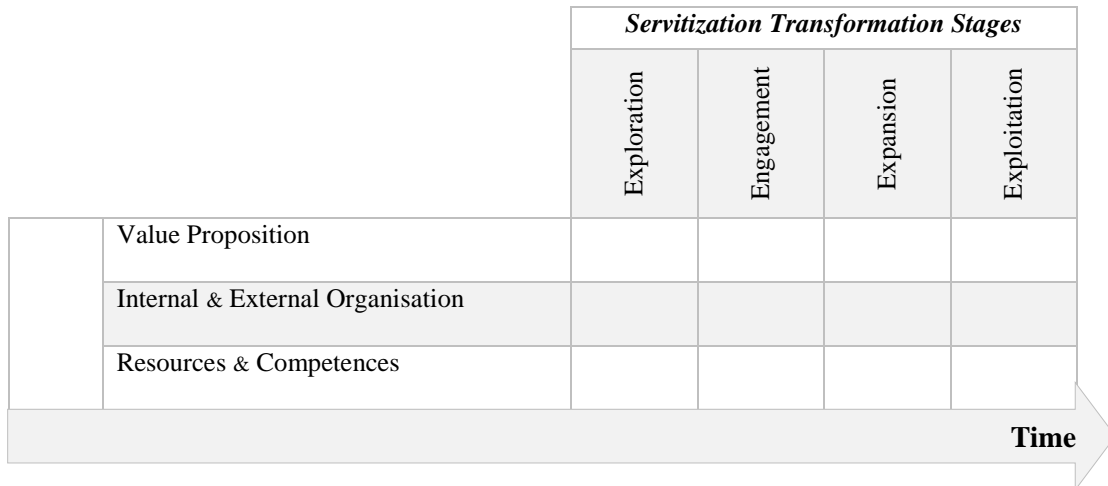 Servitization Transformation Stages
Exploration
Engagement
Expansion
Exploitation
Value Proposition
Internal & External Organisation
Resources & Competences
Time